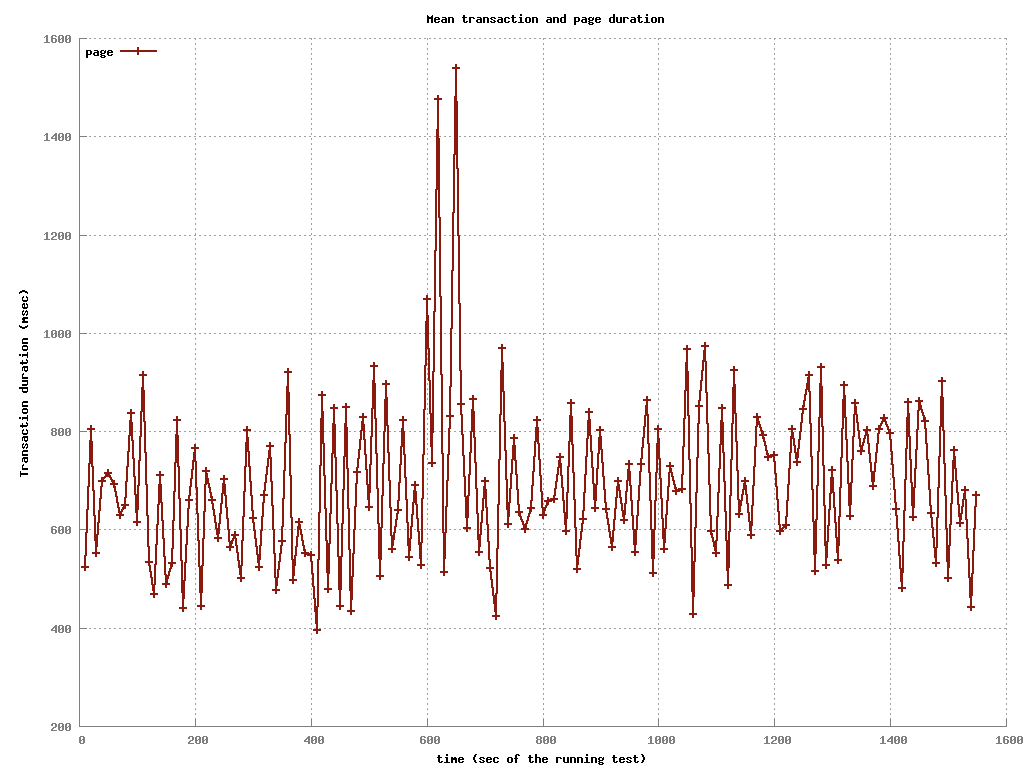 Mean transaction and page duration
1600
page
1400
1200
1000
800
600
400
200
Transaction duration (msec)
0 200 400 600 800 1000 1200 1400 1600
time (sec of the running test)